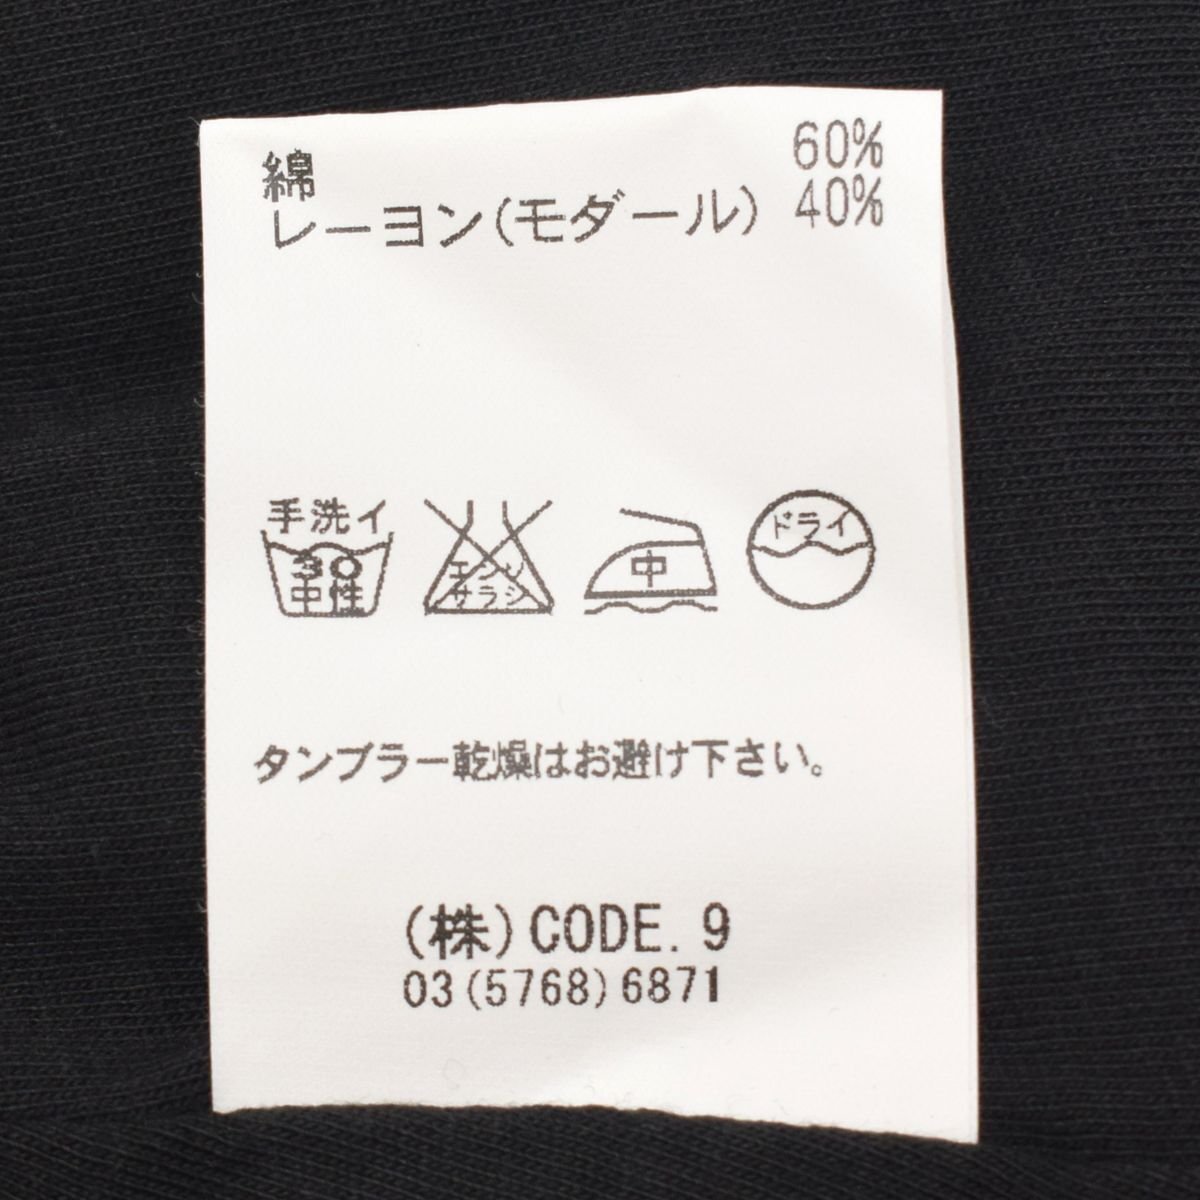 綿 60%
レーヨン(モダール) 40%
手洗イ
30
中性
エンソ
サラシ
中
ドライ
タンブラー乾燥はお避け下さい。
(株)CODE.9
03(5768)6871